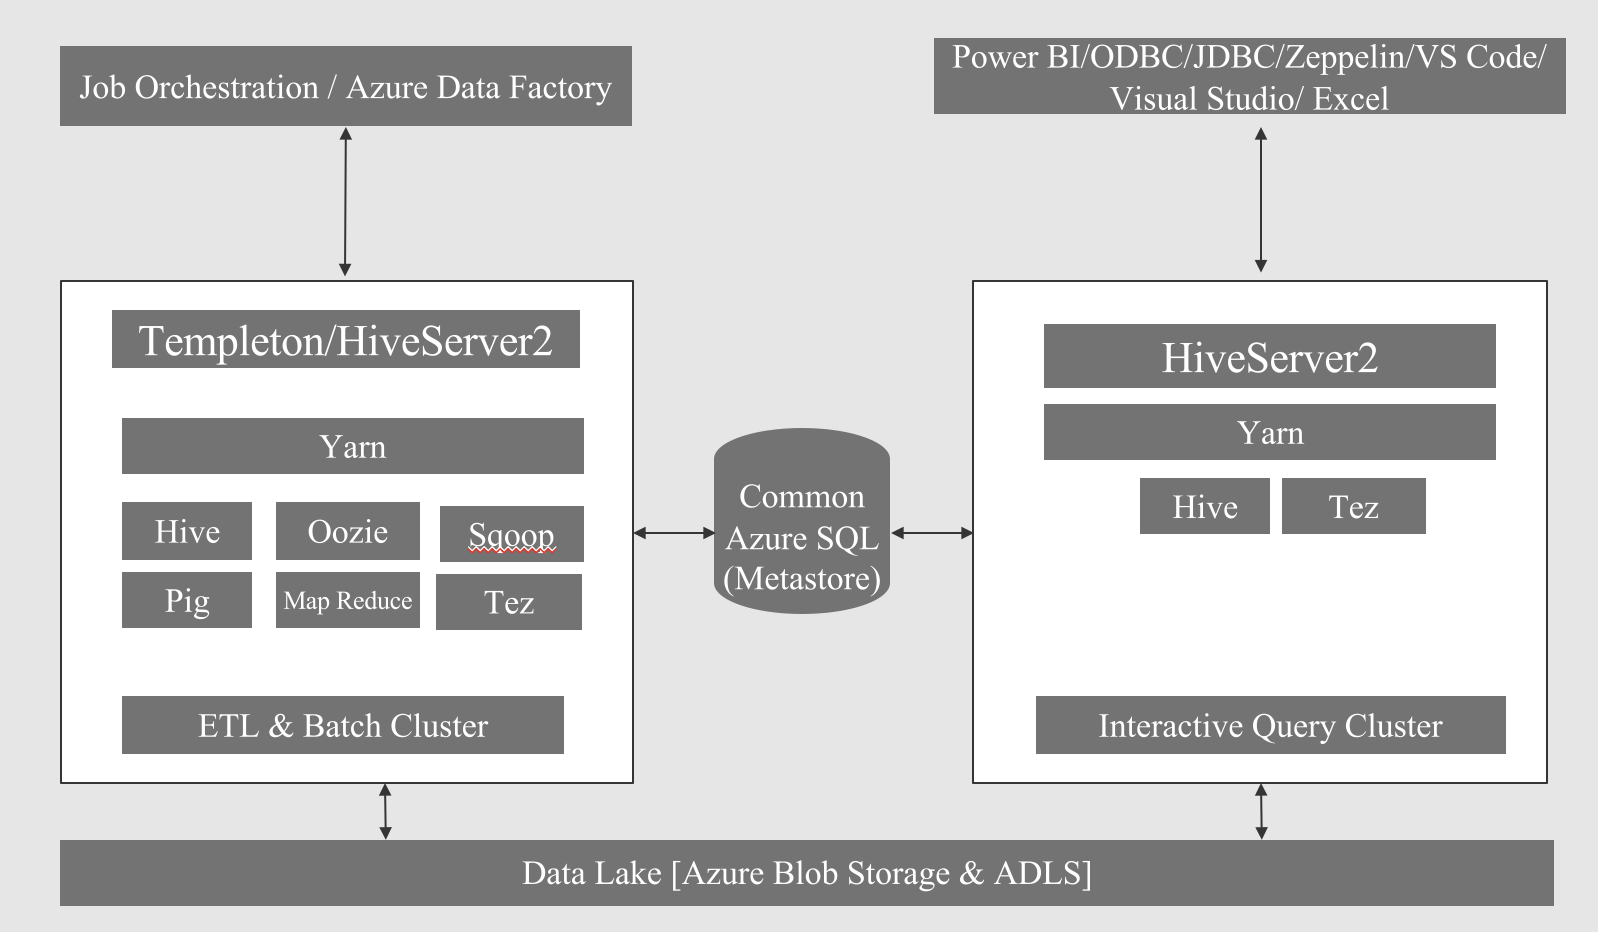 Job Orchestration / Azure Data Factory
Power BI/ODBC/JDBC/Zeppelin/VS Code/
Visual Studio/ Excel
Templeton/HiveServer2
Yarn
Hive
Oozie
Sqoop
Pig
Map Reduce
Tez
ETL & Batch Cluster
Common
Azure SQL
(Metastore)
HiveServer2
Yarn
Hive
Tez
Interactive Query Cluster
Data Lake [Azure Blob Storage & ADLS]